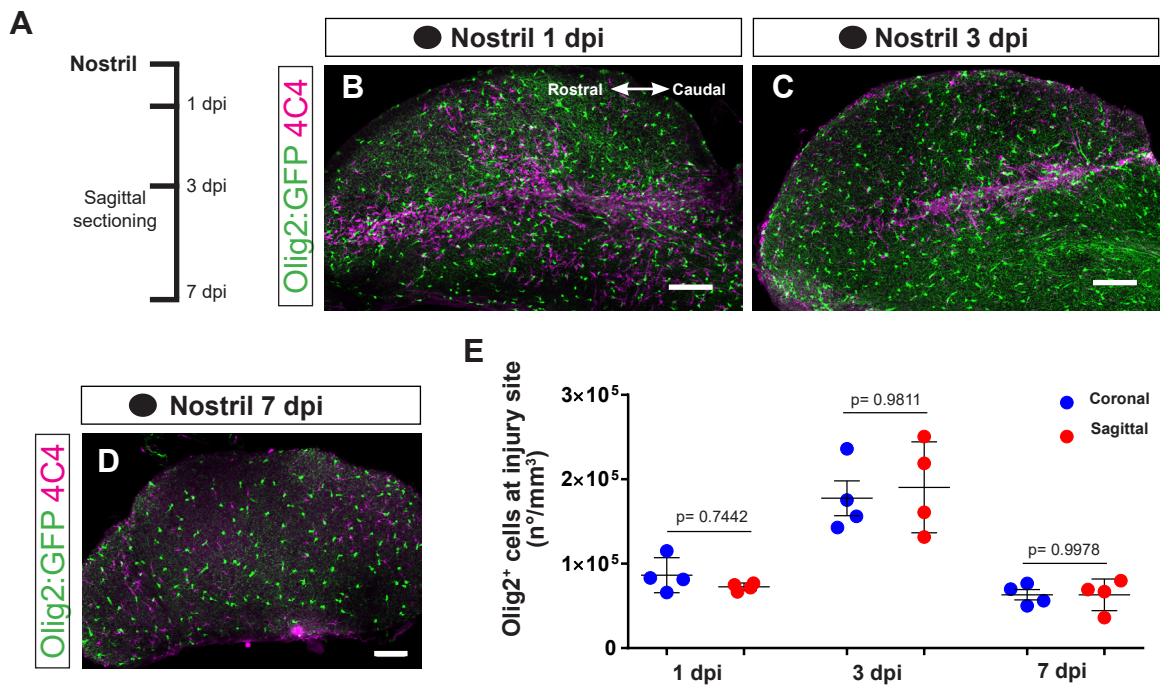 A
Nostril
1 dpi
3 dpi
Sagittal
sectioning
7 dpi
Olig2:GFP 4C4
Nostril 1 dpi
B
Rostral Caudal
Nostril 3 dpi
C
Nostril 7 dpi
Olig2:GFP 4C4
D
E
Olig2⁺ cells at injury site
(n°/mm³)
3×10⁵
2×10⁵
1×10⁵
0
p= 0.7442
p= 0.9811
p= 0.9978
Coronal
Sagittal
1 dpi
3 dpi
7 dpi